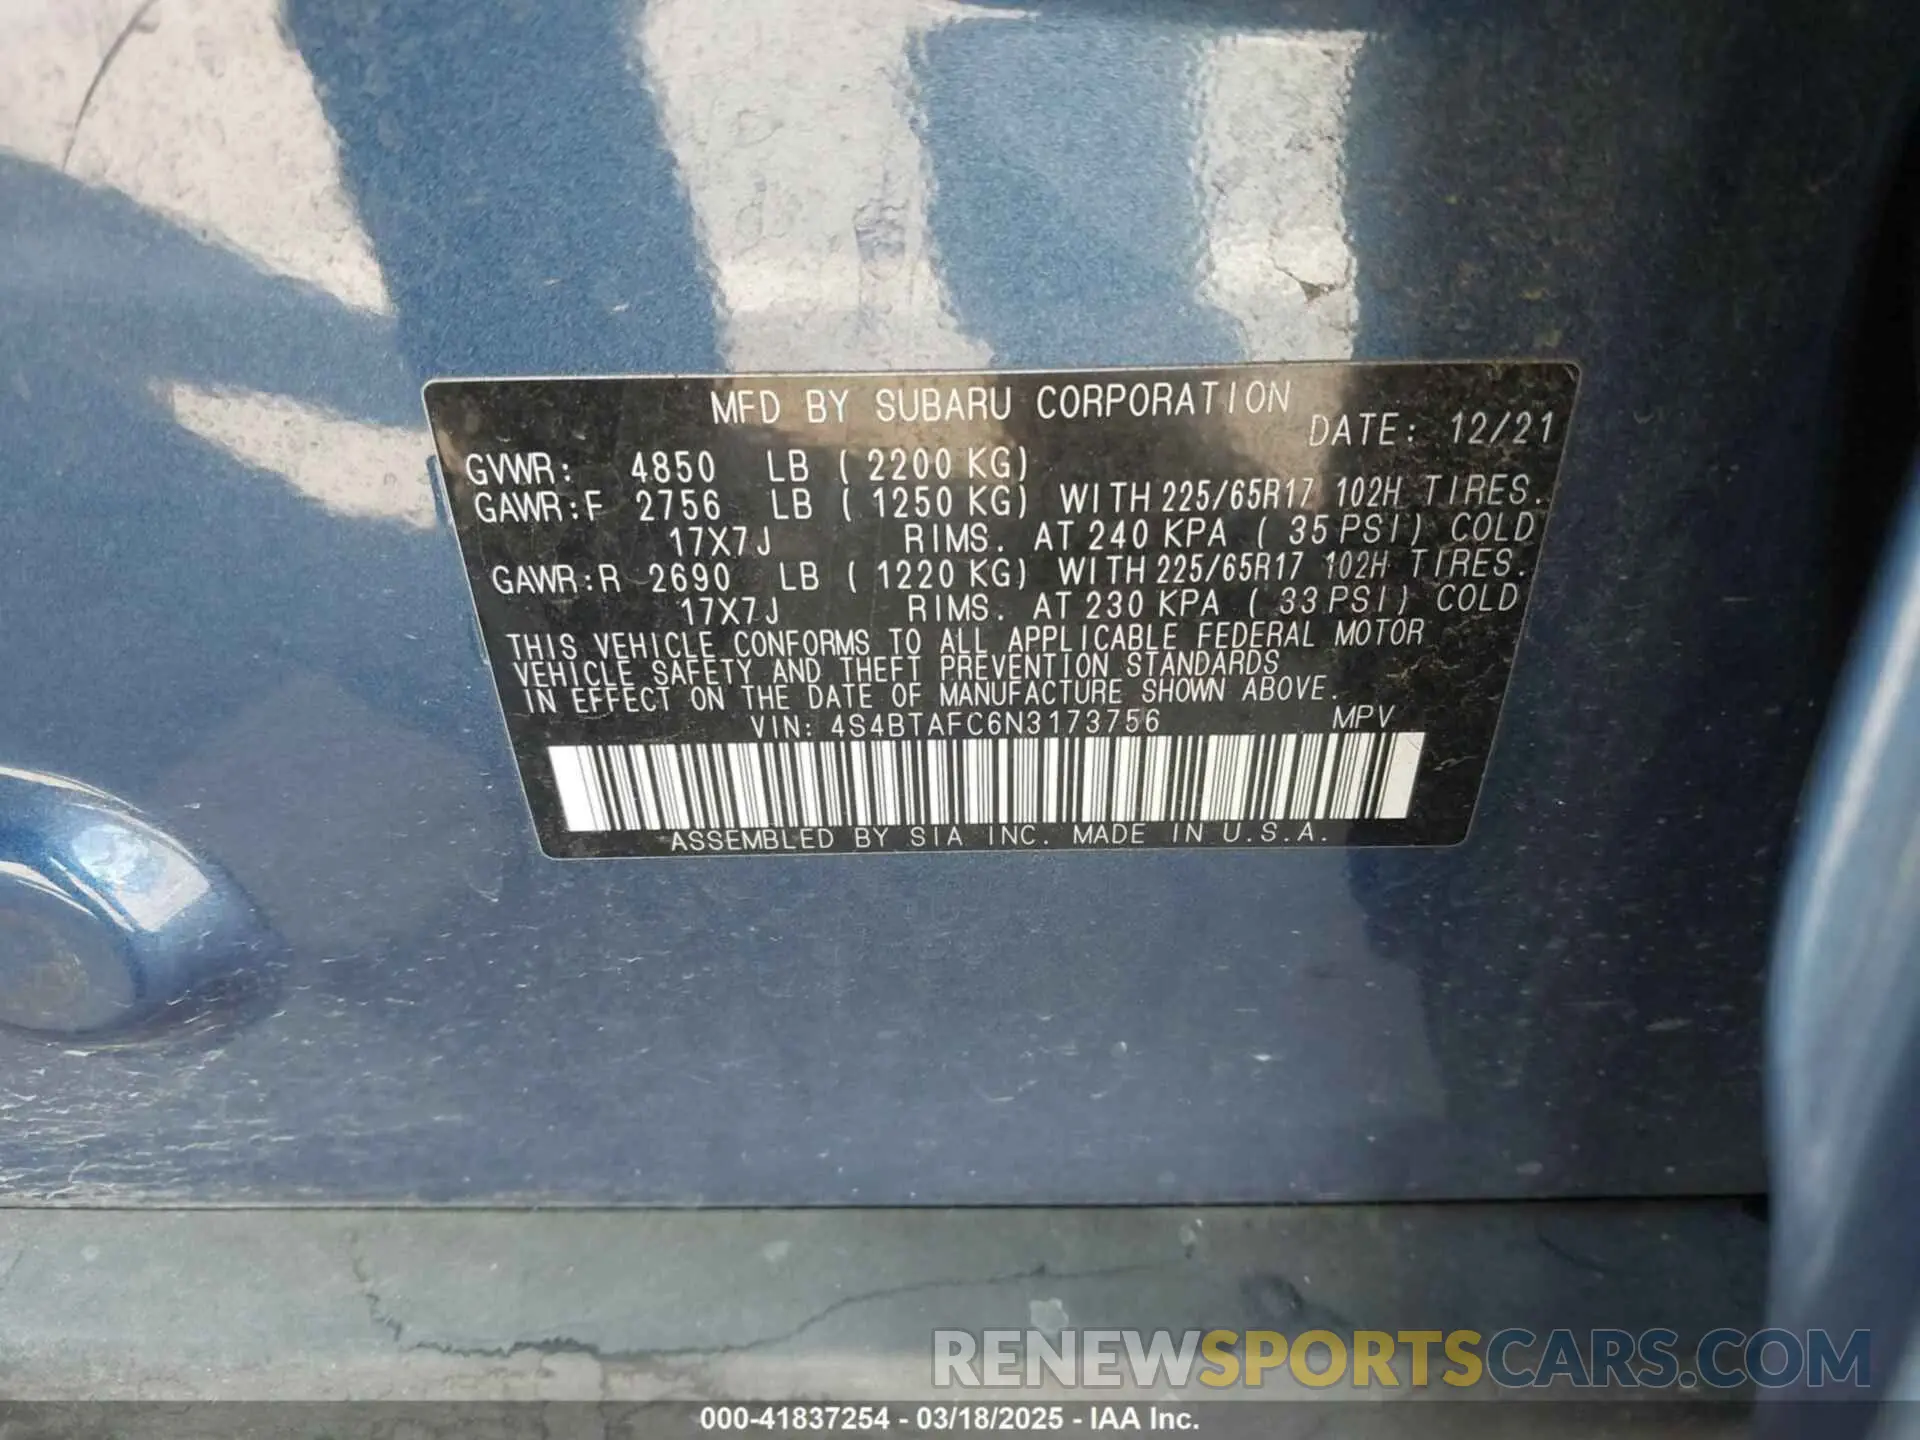 MFD BY SUBARU CORPORATION
DATE: 12/21
GVWR: 4850 LB ( 2200 KG)
GAWR:F 2756 LB ( 1250 KG) WITH 225/65R17 102H TIRES.
17X7J RIMS. AT 240 KPA ( 35 PSI) COLD
GAWR:R 2690 LB ( 1220 KG) WITH 225/65R17 102H TIRES.
17X7J RIMS. AT 230 KPA ( 33 PSI) COLD
THIS VEHICLE CONFORMS TO ALL APPLICABLE FEDERAL MOTOR
VEHICLE SAFETY AND THEFT PREVENTION STANDARDS
IN EFFECT ON THE DATE OF MANUFACTURE SHOWN ABOVE.
VIN: 4S4BTAFC6N3173756 MPV
ASSEMBLED BY SIA INC. MADE IN U.S.A.
RENEWSPORTSCARS.COM
000-41837254 - 03/18/2025 - IAA Inc.